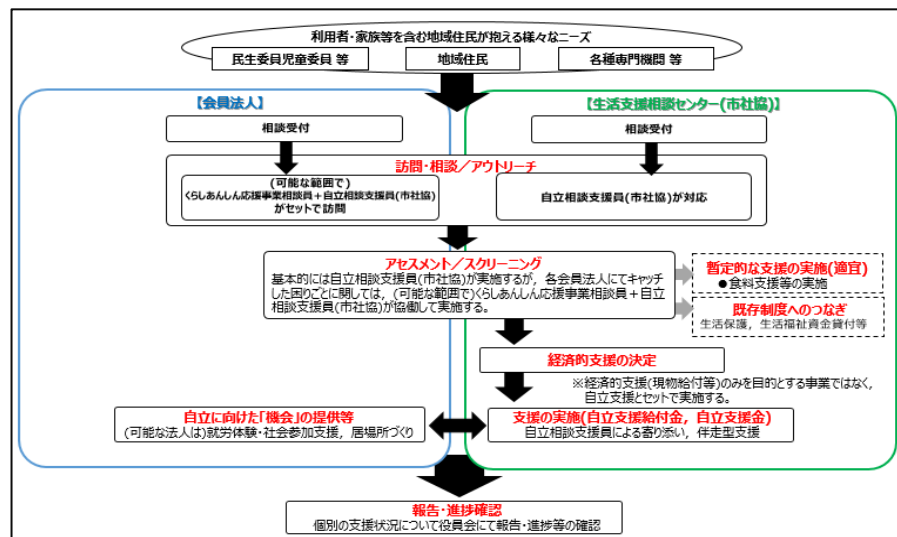 利用者・家族等を含む地域住民が抱える様々なニーズ
民生委員児童委員 等
地域住民
各種専門機関 等
【会員法人】
【生活支援相談センター(市社協)】
相談受付
相談受付
訪問・相談／アウトリーチ
(可能な範囲で)
くらしあんしん応援事業相談員＋自立相談支援員(市社協)
がセットで訪問
自立相談支援員(市社協)が対応
アセスメント／スクリーニング
基本的には自立相談支援員(市社協)が実施するが，各会員法人にてキャッチ
した困りごとに関しては，(可能な範囲で)くらしあんしん応援事業相談員＋自立
相談支援員(市社協)が協働して実施する。
暫定的な支援の実施(適宜)
●食料支援等の実施
既存制度へのつなぎ
生活保護，生活福祉資金貸付等
経済的支援の決定
※経済的支援(現物給付等)のみを目的とする事業ではなく，
自立支援とセットで実施する。
自立に向けた「機会」の提供等
(可能な法人は)就労体験・社会参加支援，居場所づくり
支援の実施(自立支援給付金，自立支援金)
自立相談支援員による寄り添い，伴走型支援
報告・進捗確認
個別の支援状況について役員会にて報告・進捗等の確認